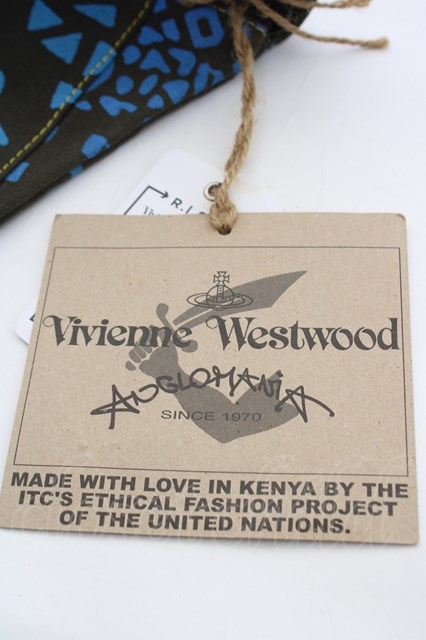 R.I.
Vivienne Westwood
ANGLOMANIA
SINCE 1970
MADE WITH LOVE IN KENYA BY THE
ITC'S ETHICAL FASHION PROJECT
OF THE UNITED NATIONS.